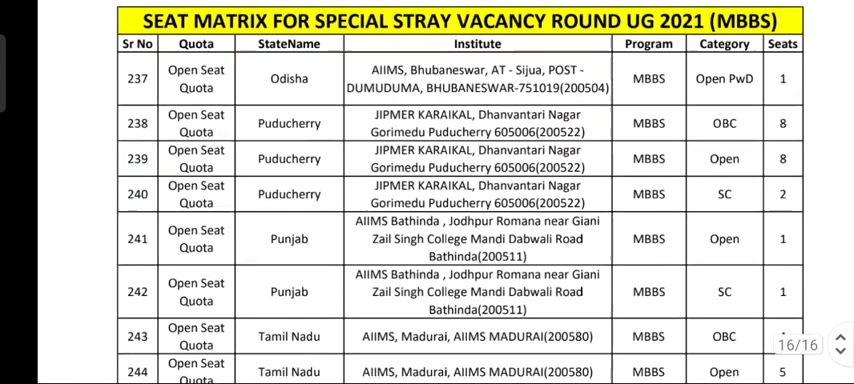 SEAT MATRIX FOR SPECIAL STRAY VACANCY ROUND UG 2021 (MBBS)
Sr No Quota StateName Institute Program Category Seats
237 Open Seat Quota Odisha AIIMS, Bhubaneswar, AT - Sijua, POST - DUMUDUMA, BHUBANESWAR-751019(200504) MBBS Open PwD 1
238 Open Seat Quota Puducherry JIPMER KARAIKAL, Dhanvantari Nagar Gorimedu Puducherry 605006(200522) MBBS OBC 8
239 Open Seat Quota Puducherry JIPMER KARAIKAL, Dhanvantari Nagar Gorimedu Puducherry 605006(200522) MBBS Open 8
240 Open Seat Quota Puducherry JIPMER KARAIKAL, Dhanvantari Nagar Gorimedu Puducherry 605006(200522) MBBS SC 2
241 Open Seat Quota Punjab AIIMS Bathinda , Jodhpur Romana near Giani Zail Singh College Mandi Dabwali Road Bathinda(200511) MBBS Open 1
242 Open Seat Quota Punjab AIIMS Bathinda , Jodhpur Romana near Giani Zail Singh College Mandi Dabwali Road Bathinda(200511) MBBS SC 1
243 Open Seat Quota Tamil Nadu AIIMS, Madurai, AIIMS MADURAI(200580) MBBS OBC
16/16
244 Open Seat Quota Tamil Nadu AIIMS, Madurai, AIIMS MADURAI(200580) MBBS Open 5